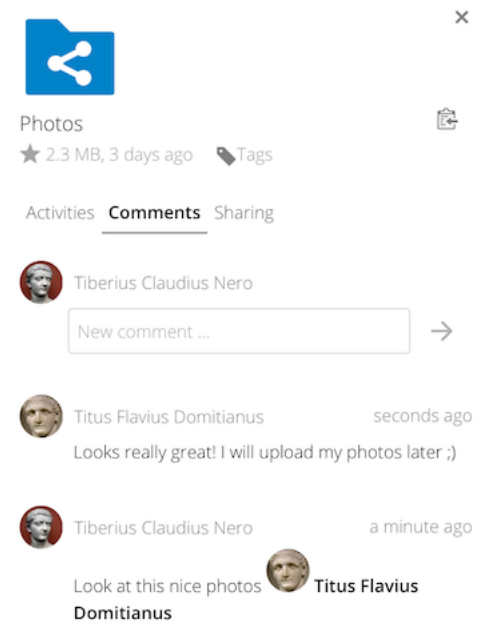 Photos
2.3 MB, 3 days ago Tags
Activities Comments Sharing
Tiberius Claudius Nero
New comment ...
Titus Flavius Domitianus seconds ago
Looks really great! I will upload my photos later ;)
Tiberius Claudius Nero a minute ago
Look at this nice photos Titus Flavius
Domitianus